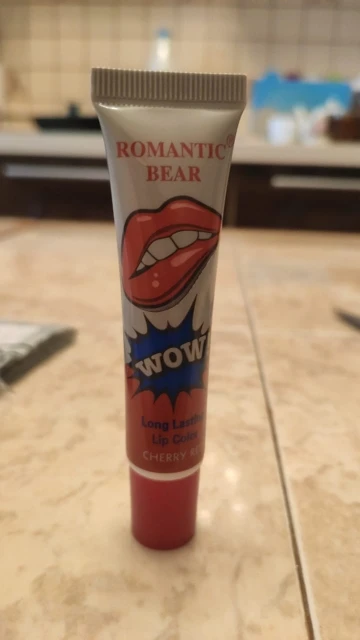 ROMANTIC®
BEAR
WOW
Long Lasting
Lip Color
CHERRY